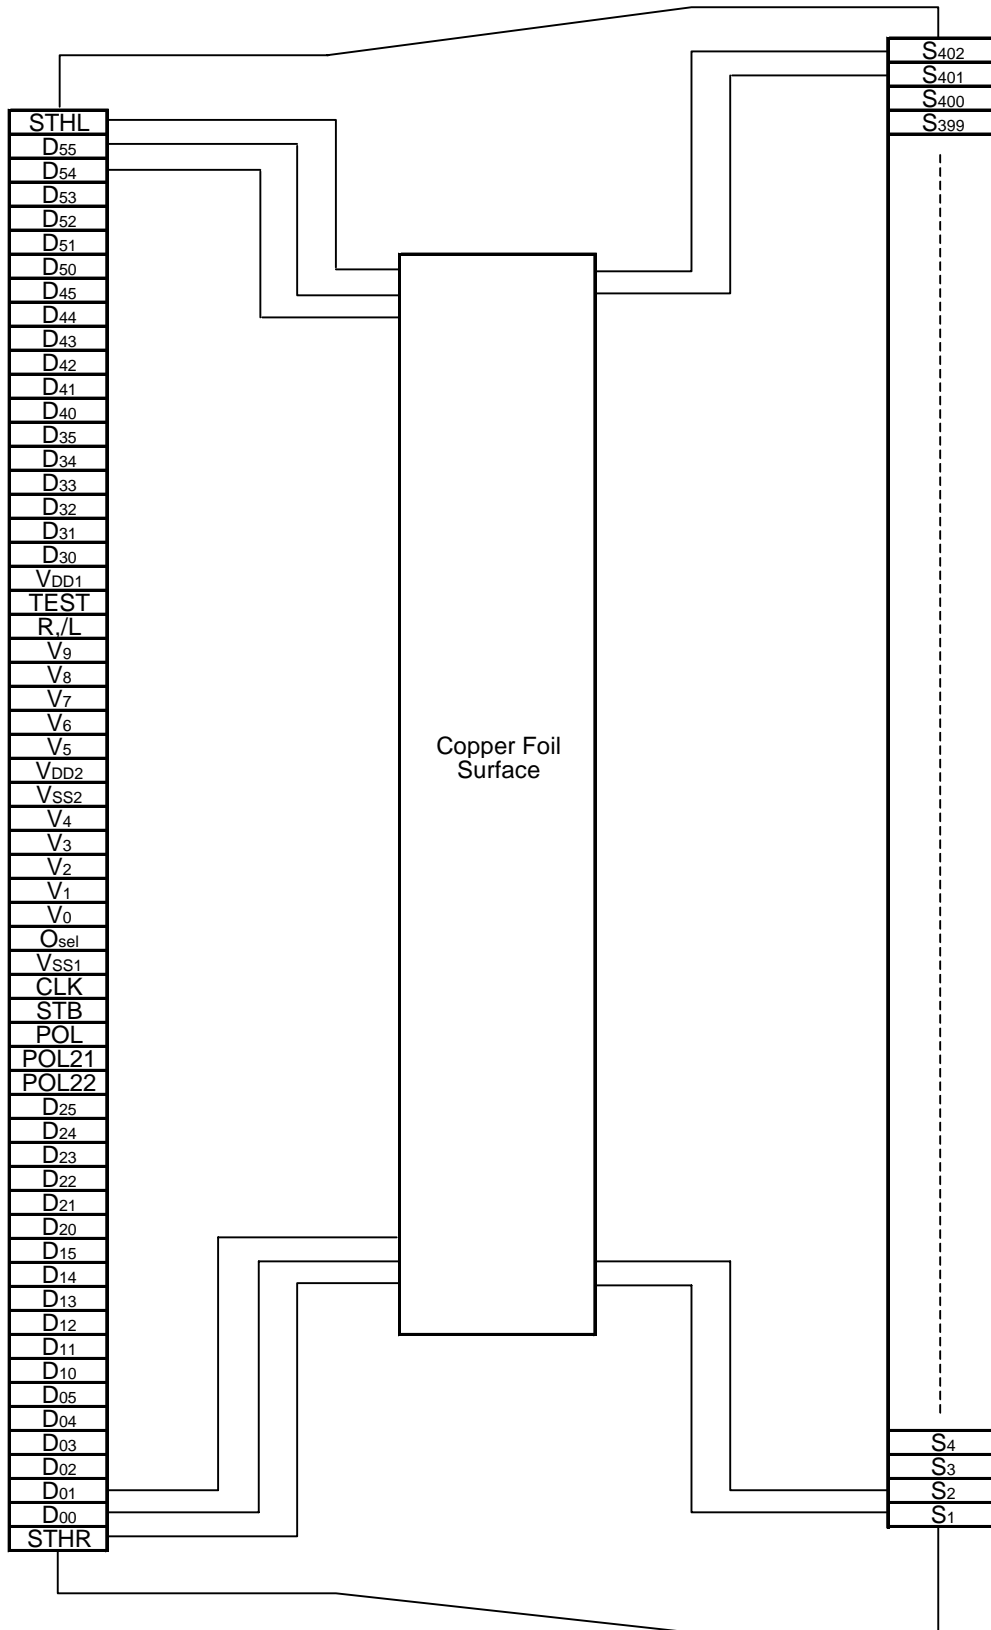 STHL
D55
D54
D53
D52
D51
D50
D45
D44
D43
D42
D41
D40
D35
D34
D33
D32
D31
D30
VDD1
TEST
R,/L
V9
V8
V7
V6
V5
VDD2
VSS2
V4
V3
V2
V1
V0
Osel
VSS1
CLK
STB
POL
POL21
POL22
D25
D24
D23
D22
D21
D20
D15
D14
D13
D12
D11
D10
D05
D04
D03
D02
D01
D00
STHR
Copper Foil
Surface
S402
S401
S400
S399
S4
S3
S2
S1